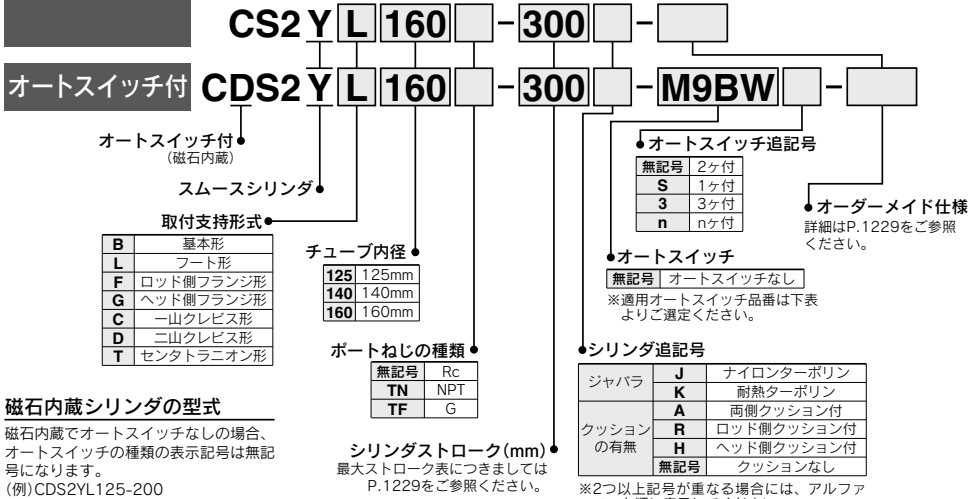 CS2YL160-300-
オートスイッチ付 CDS2YL160-300-M9BW-
オートスイッチ付
(磁石内蔵)
スムースシリンダ
取付支持形式
B 基本形
L フート形
F ロッド側フランジ形
G ヘッド側フランジ形
C 一山クレビス形
D 二山クレビス形
T センタトラニオン形
チューブ内径
125 125mm
140 140mm
160 160mm
ポートねじの種類
無記号 Rc
TN NPT
TF G
シリンダストローク(mm)
最大ストローク表につきましては
P.1229をご参照ください。
オートスイッチ追記号
無記号 2ヶ付
S 1ヶ付
3 3ヶ付
n nヶ付
オートスイッチ
無記号 オートスイッチなし
※適用オートスイッチ品番は下表
よりご選定ください。
オーダーメイド仕様
詳細はP.1229をご参照
ください。
シリンダ追記号
ジャバラ
J ナイロンターポリン
K 耐熱ターポリン
クッションの有無
A 両側クッション付
R ロッド側クッション付
H ヘッド側クッション付
無記号 クッションなし
※2つ以上記号が重なる場合には、アルファ
磁石内蔵シリンダの型式
磁石内蔵でオートスイッチなしの場合、
オートスイッチの種類の表示記号は無記
号になります。
(例)CDS2YL125-200